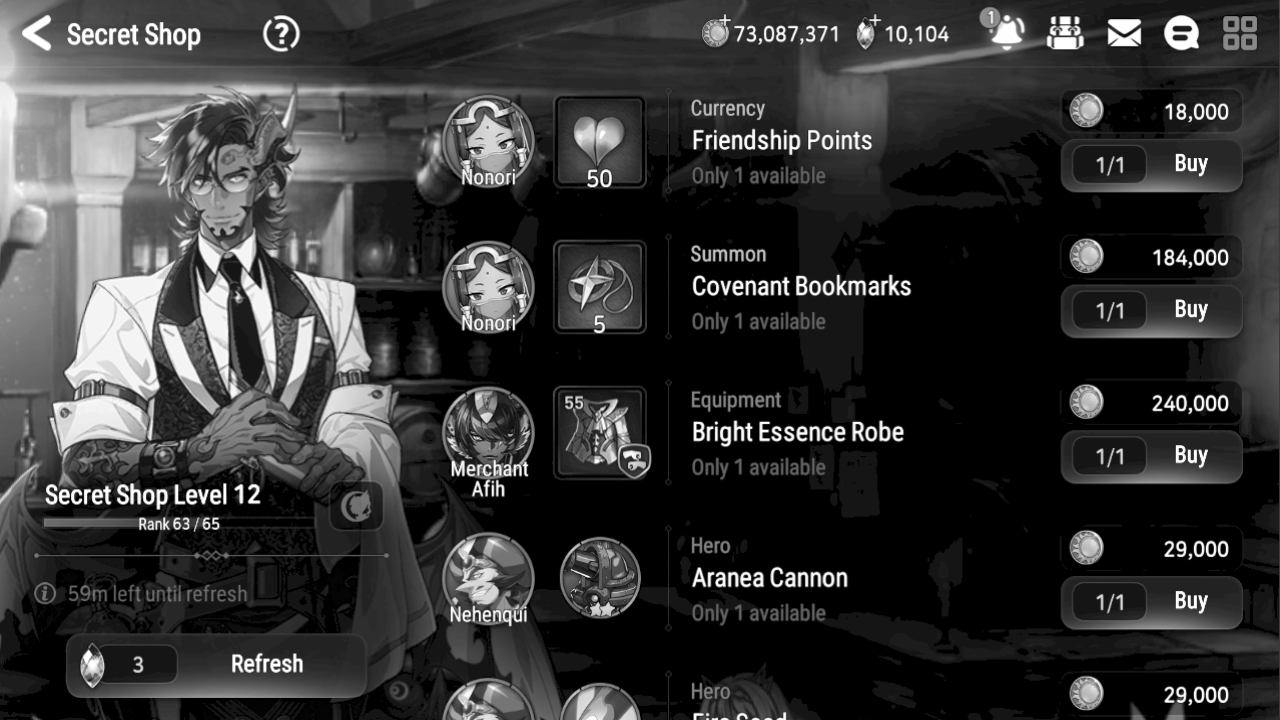 Secret Shop
?
73,087,371
10,104
1
Nonori
50
Currency
Friendship Points
Only 1 available
18,000
1/1
Buy
Nonori
5
Summon
Covenant Bookmarks
Only 1 available
184,000
1/1
Buy
Merchant
Afih
55
Equipment
Bright Essence Robe
Only 1 available
240,000
1/1
Buy
Secret Shop Level 12
Rank 63 / 65
59m left until refresh
3
Refresh
Nehenqui
Hero
Aranea Cannon
Only 1 available
29,000
1/1
Buy
Hero
Fire Seed
29,000